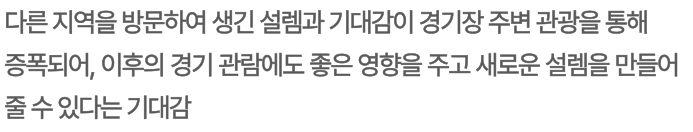 다른 지역을 방문하여 생긴 설렘과 기대감이 경기장 주변 관광을 통해
증폭되어, 이후의 경기 관람에도 좋은 영향을 주고 새로운 설렘을 만들어
줄 수 있다는 기대감